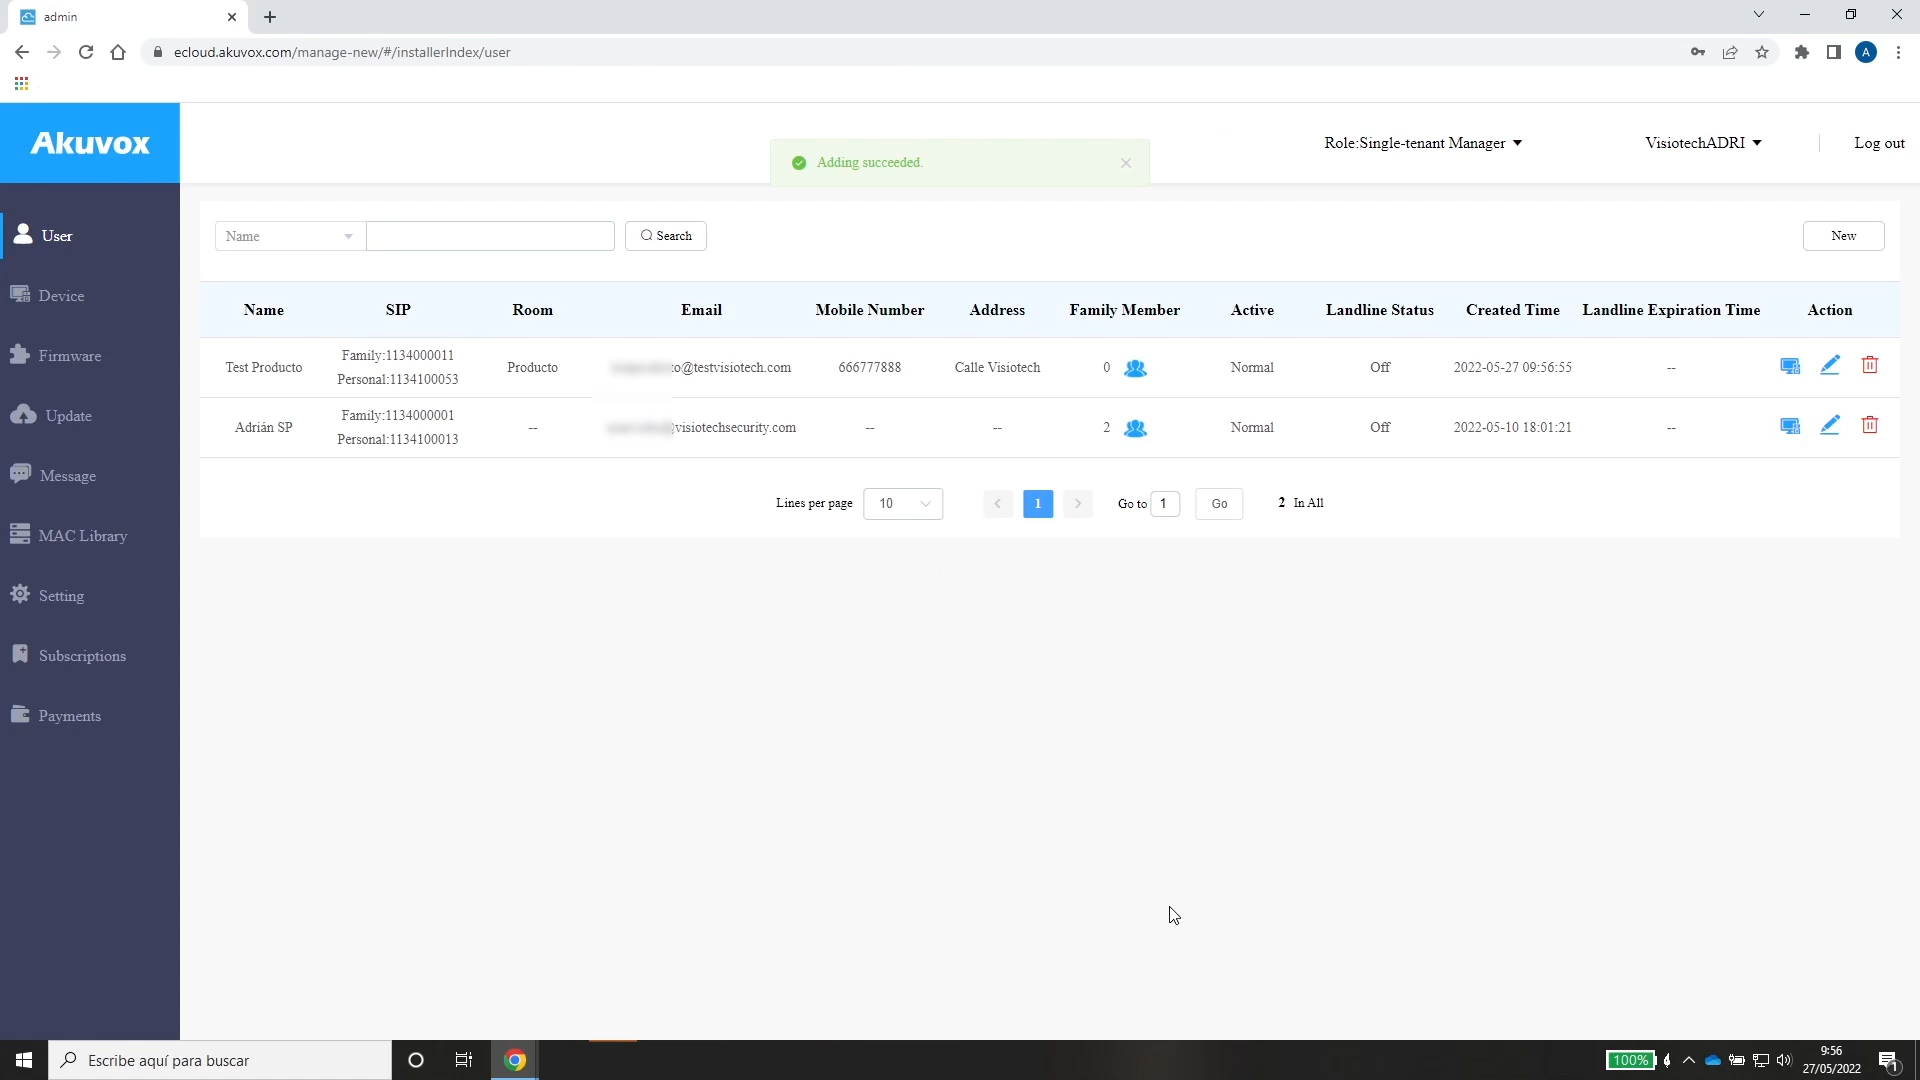 admin
ecloud.akuvox.com/manage-new/#/installerIndex/user
A
Akuvox
Adding succeeded.
Role:Single-tenant Manager
VisiotechADRI
Log out
User
Device
Firmware
Update
Message
MAC Library
Setting
Subscriptions
Payments
Name
Search
New
Name SIP Room Email Mobile Number Address Family Member Active Landline Status Created Time Landline Expiration Time Action
Test Producto Family:1134000011 Producto o@testvisiotech.com 666777888 Calle Visiotech 0 Normal Off 2022-05-27 09:56:55 --
Personal:1134100053
Adrián SP Family:1134000001 -- visiotechsecurity.com -- -- 2 Normal Off 2022-05-10 18:01:21 --
Personal:1134100013
Lines per page 10 1 Go to 1 Go 2 In All
Escribe aquí para buscar
100%
9:56
27/05/2022
1